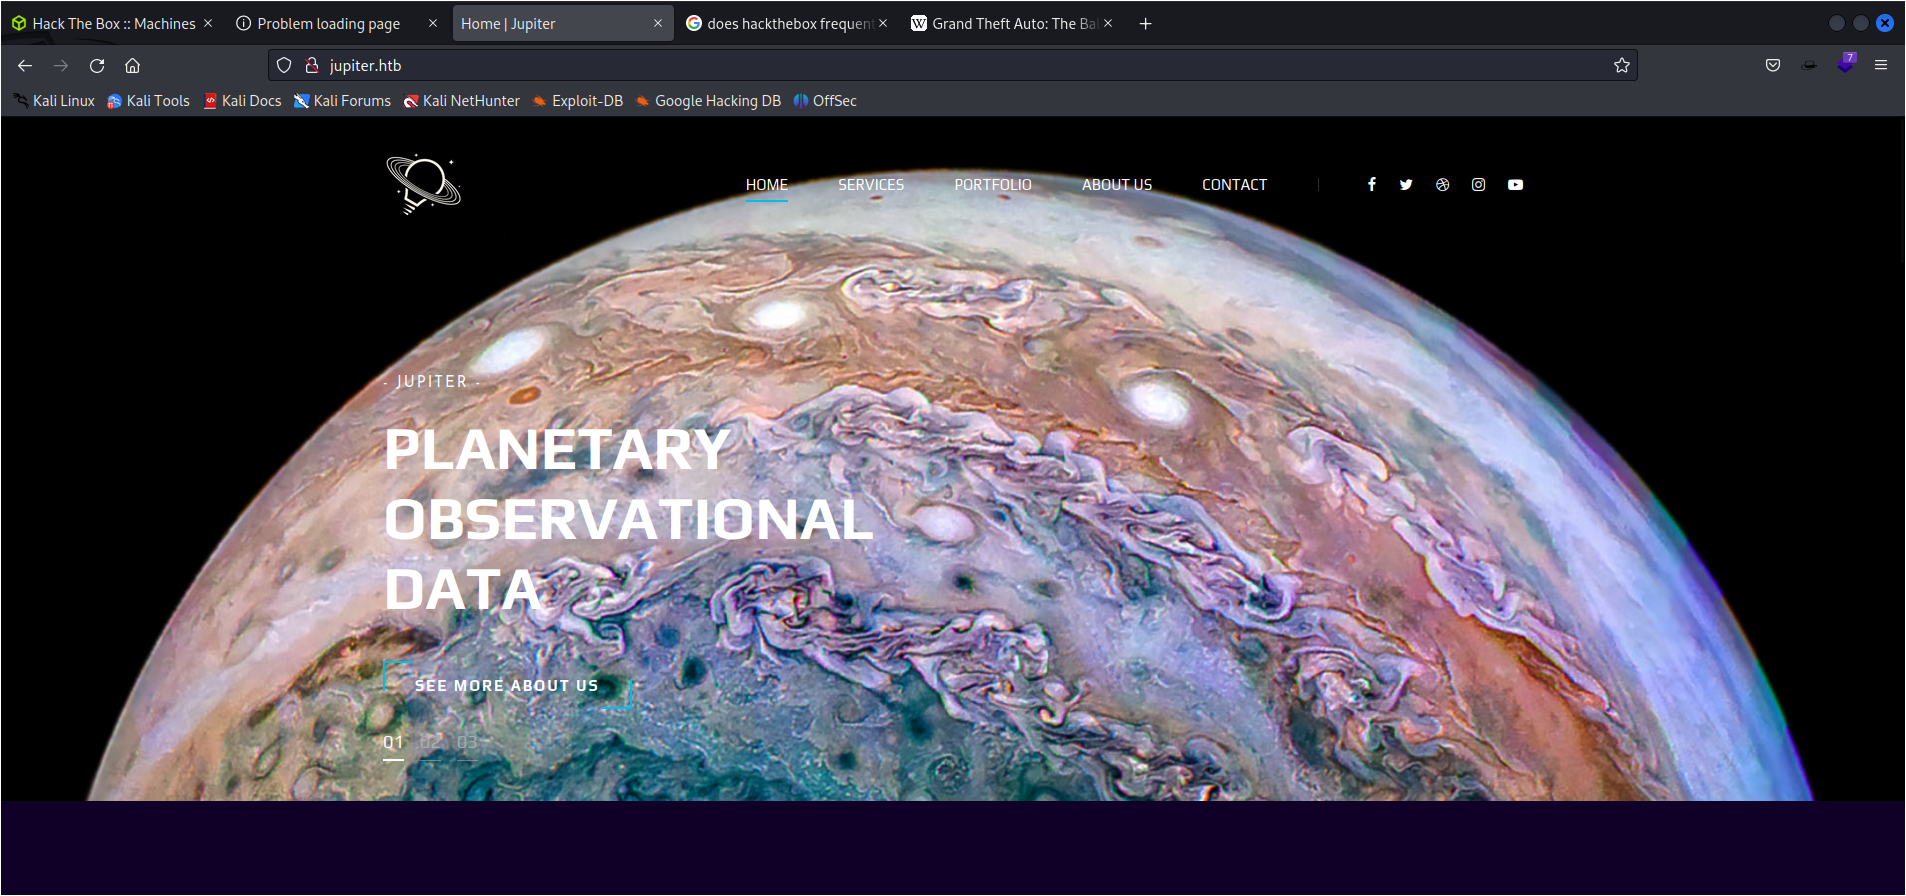 Hack The Box :: Machines
Problem loading page
Home | Jupiter
does hackthebox frequent
Grand Theft Auto: The Bal
jupiter.htb
7
Kali Linux
Kali Tools
Kali Docs
Kali Forums
Kali NetHunter
Exploit-DB
Google Hacking DB
OffSec
HOME
SERVICES
PORTFOLIO
ABOUT US
CONTACT
- JUPITER -
PLANETARY
OBSERVATIONAL
DATA
SEE MORE ABOUT US
01 02 03